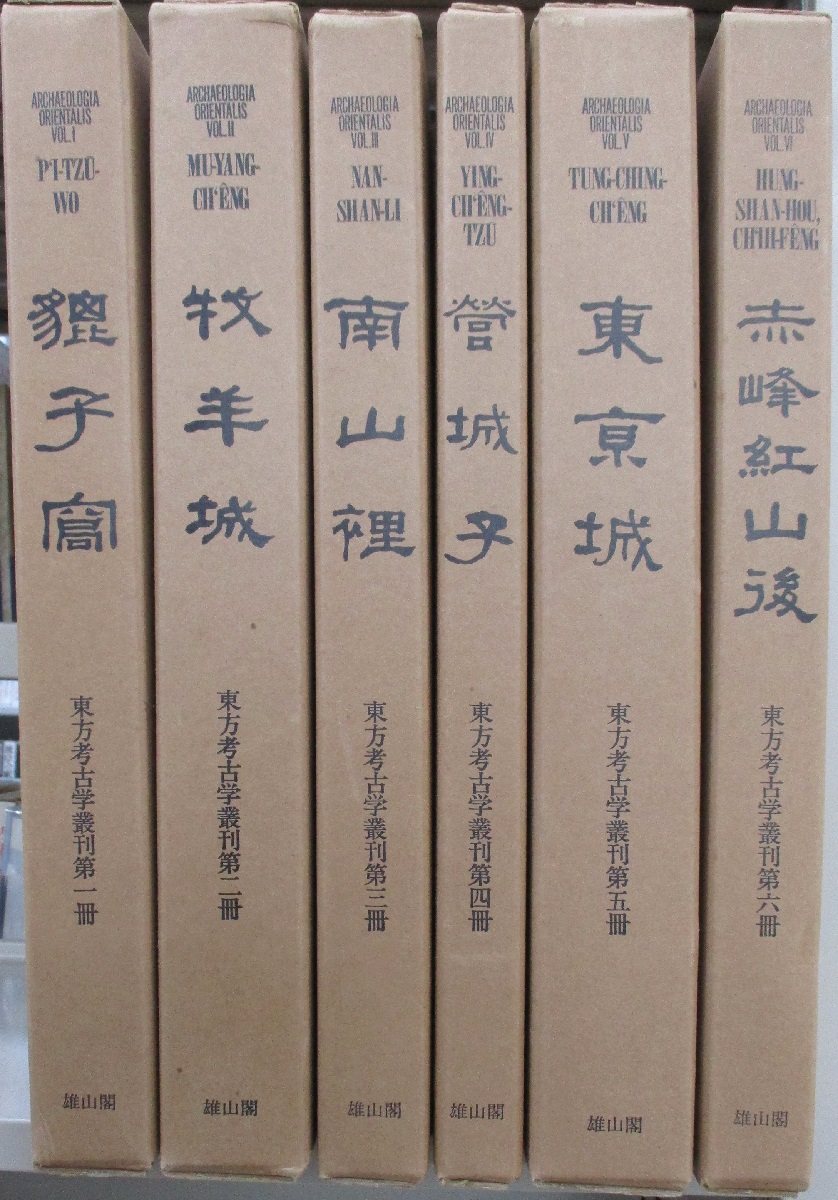 ARCHAEOLOGIA
ORIENTALIS
VOL.I
P'I-TZŬ-
WO
貔子窩
東方考古学叢刊第一冊
雄山閣
ARCHAEOLOGIA
ORIENTALIS
VOL.II
MU-YANG-
CH'ÊNG
牧羊城
東方考古学叢刊第二冊
雄山閣
ARCHAEOLOGIA
ORIENTALIS
VOL.III
NAN-
SHAN-LI
南山裡
東方考古学叢刊第三冊
雄山閣
ARCHAEOLOGIA
ORIENTALIS
VOL.IV
YING-
CH'ÊNG-
TZU
營城子
東方考古学叢刊第四冊
雄山閣
ARCHAEOLOGIA
ORIENTALIS
VOL.V
TUNG-CHING-
CH'ÊNG
東亰城
東方考古学叢刊第五冊
雄山閣
ARCHAEOLOGIA
ORIENTALIS
VOL.VI
HUNG-
SHAN-HOU,
CH'IH-FÊNG
赤峰紅山後
東方考古学叢刊第六冊
雄山閣